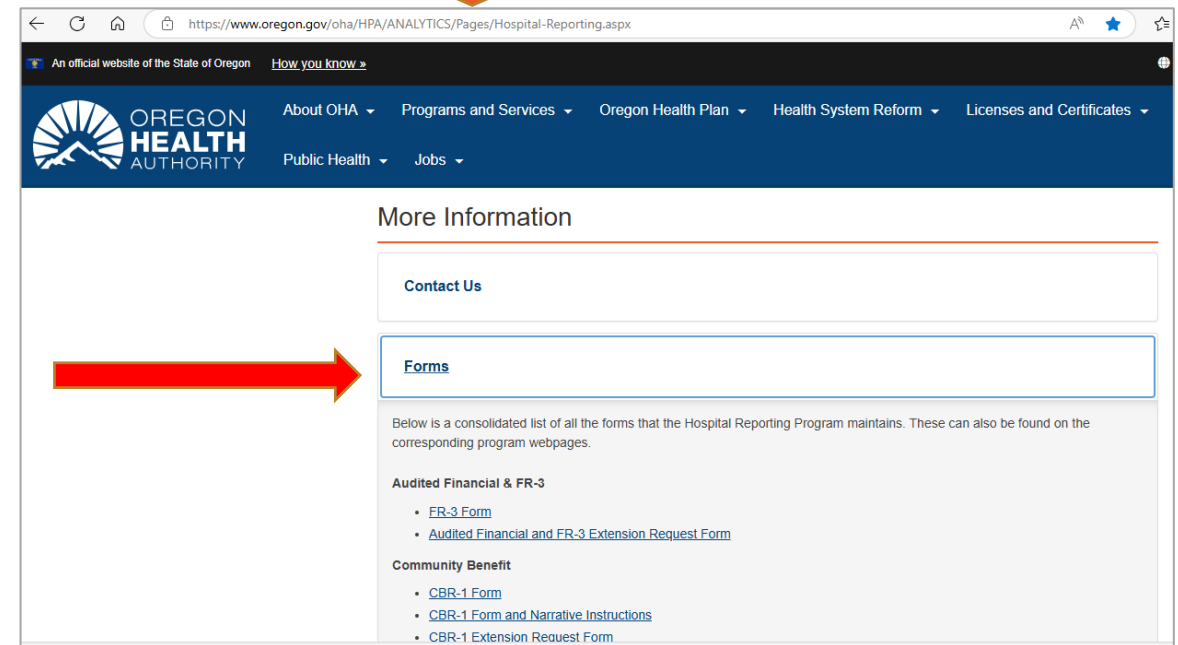 https://www.oregon.gov/oha/HPA/ANALYTICS/Pages/Hospital-Reporting.aspx
An official website of the State of Oregon How you know »
OREGON
HEALTH
AUTHORITY
About OHA Programs and Services Oregon Health Plan Health System Reform Licenses and Certificates
Public Health Jobs
More Information
Contact Us
Forms
Below is a consolidated list of all the forms that the Hospital Reporting Program maintains. These can also be found on the
corresponding program webpages.
Audited Financial & FR-3
• FR-3 Form
• Audited Financial and FR-3 Extension Request Form
Community Benefit
• CBR-1 Form
• CBR-1 Form and Narrative Instructions
• CBR-1 Extension Request Form